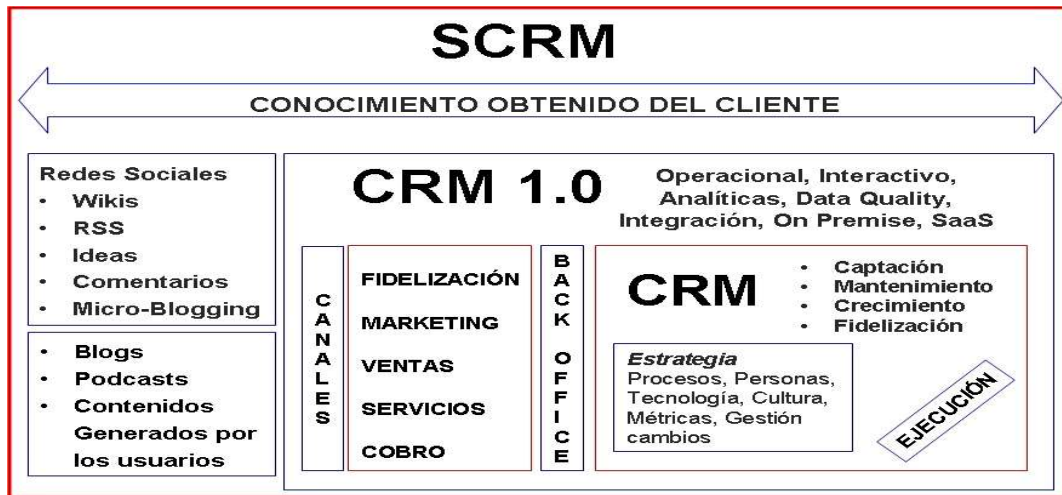 SCRM
CONOCIMIENTO OBTENIDO DEL CLIENTE
Redes Sociales
• Wikis
• RSS
• Ideas
• Comentarios
• Micro-Blogging
• Blogs
• Podcasts
• Contenidos
Generados por
los usuarios
CRM 1.0
Operacional, Interactivo,
Analíticas, Data Quality,
Integración, On Premise, SaaS
CANALES
FIDELIZACIÓN
MARKETING
VENTAS
SERVICIOS
COBRO
BACK OFFICE
CRM
• Captación
• Mantenimiento
• Crecimiento
• Fidelización
Estrategia
Procesos, Personas,
Tecnología, Cultura,
Métricas, Gestión
cambios
EJECUCIÓN